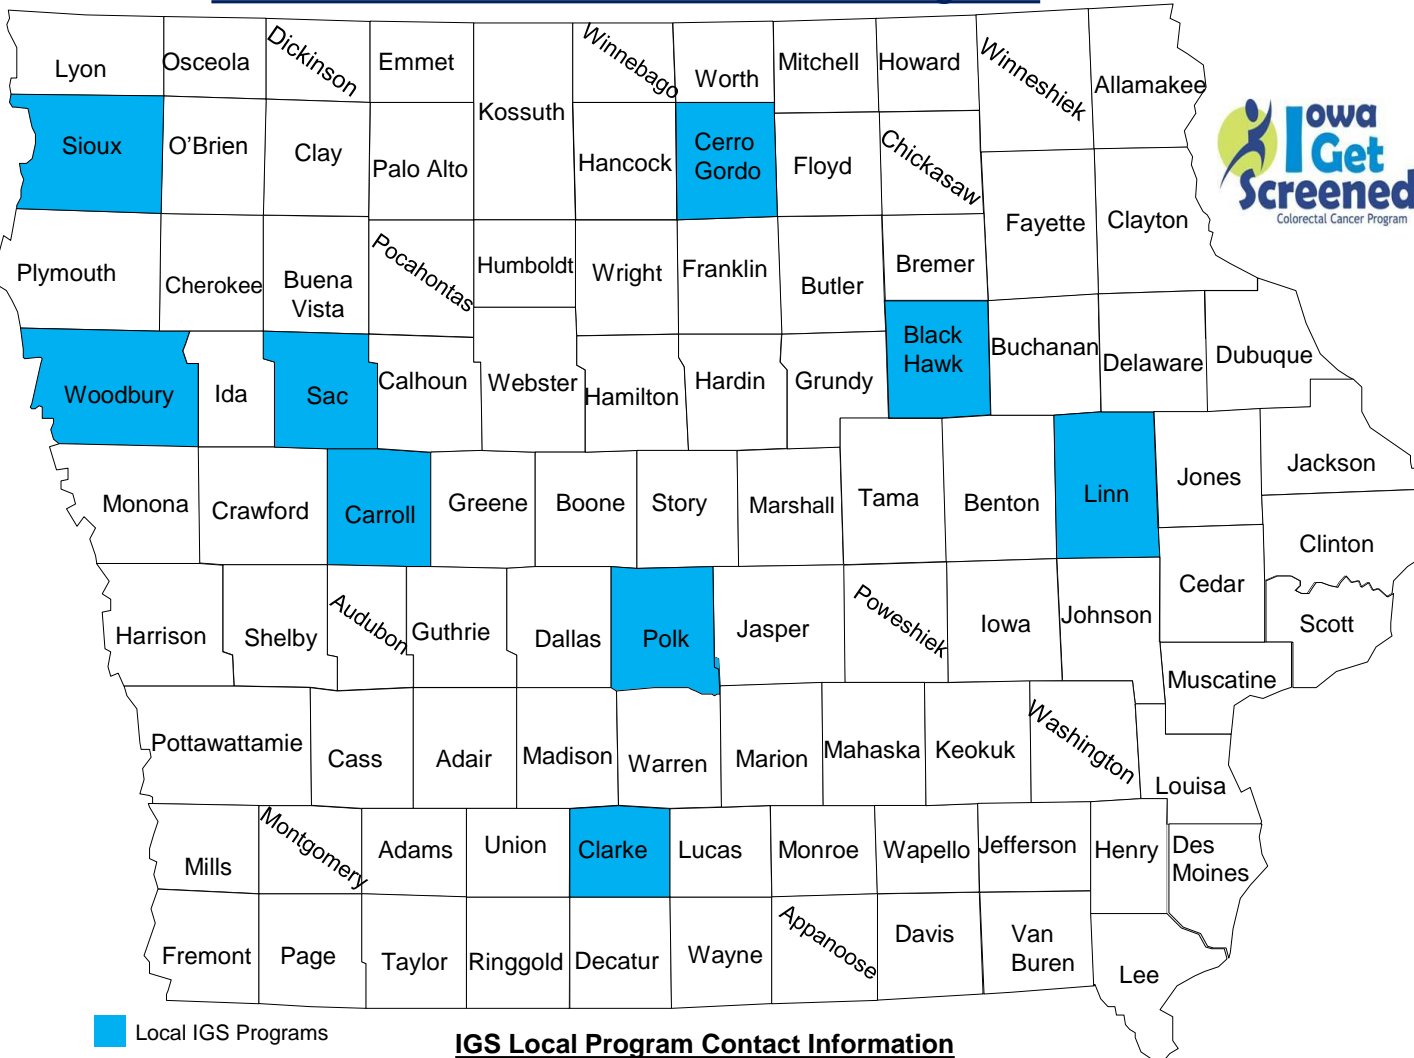 Lyon
Osceola
Dickinson
Emmet
Kossuth
Winnebago
Worth
Mitchell
Howard
Winneshiek
Allamakee
Sioux
O'Brien
Clay
Palo Alto
Hancock
Cerro
Gordo
Floyd
Chickasaw
Fayette
Clayton
Iowa
Get
Screened
Colorectal Cancer Program
Plymouth
Cherokee
Buena
Vista
Pocahontas
Humboldt
Wright
Franklin
Butler
Bremer
Woodbury
Ida
Sac
Calhoun
Webster
Hamilton
Hardin
Grundy
Black
Hawk
Buchanan
Delaware
Dubuque
Monona
Crawford
Carroll
Greene
Boone
Story
Marshall
Tama
Benton
Linn
Jones
Jackson
Clinton
Harrison
Shelby
Audubon
Guthrie
Dallas
Polk
Jasper
Poweshiek
Iowa
Johnson
Cedar
Scott
Muscatine
Pottawattamie
Cass
Adair
Madison
Warren
Marion
Mahaska
Keokuk
Washington
Louisa
Mills
Montgomery
Adams
Union
Clarke
Lucas
Monroe
Wapello
Jefferson
Henry
Des
Moines
Fremont
Page
Taylor
Ringgold
Decatur
Wayne
Appanoose
Davis
Van
Buren
Lee
Local IGS Programs
IGS Local Program Contact Information